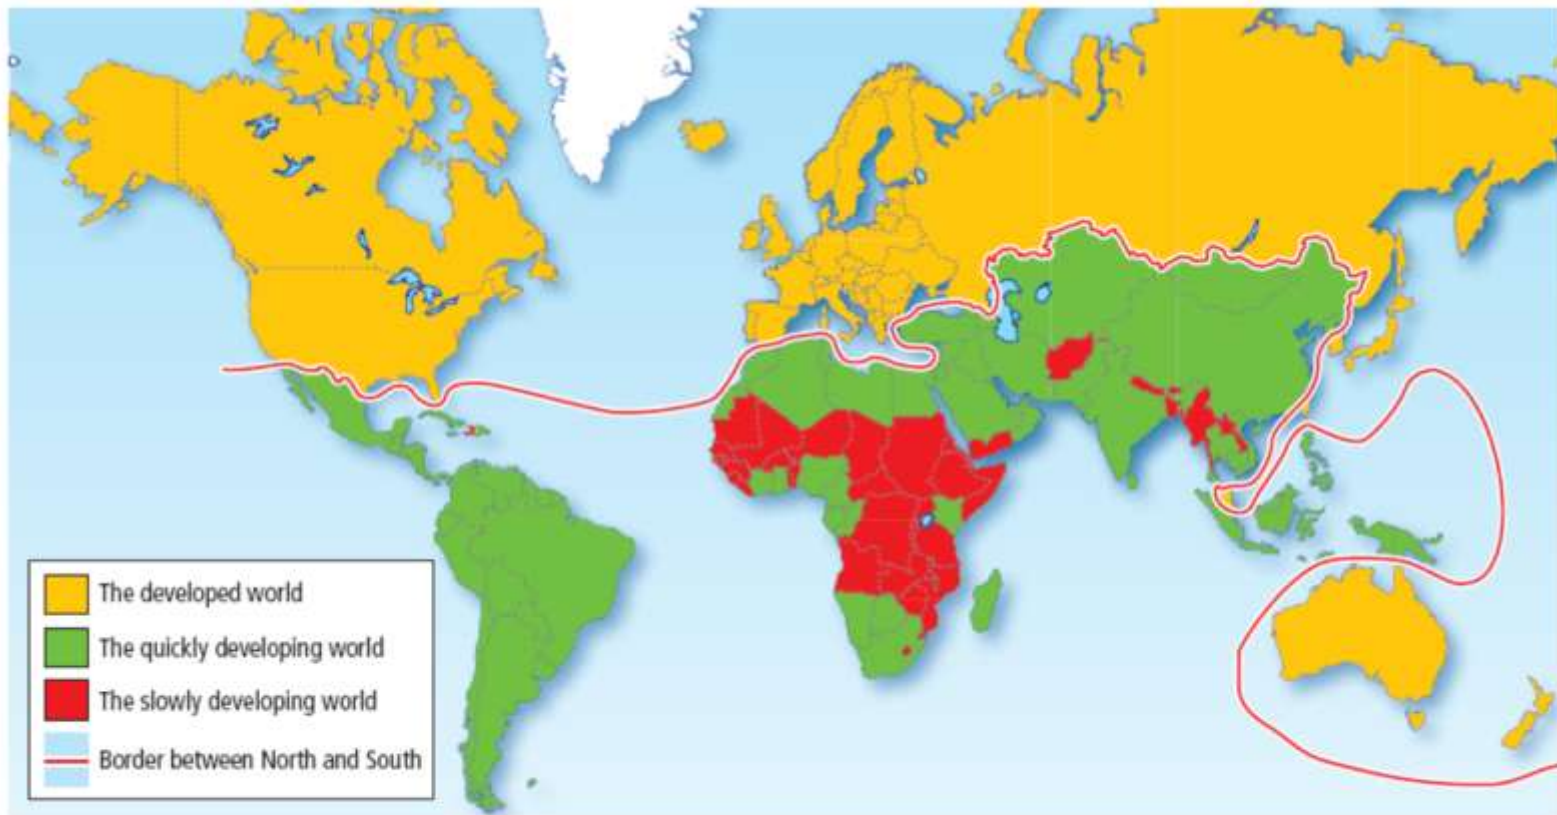 The developed world
The quickly developing world
The slowly developing world
Border between North and South